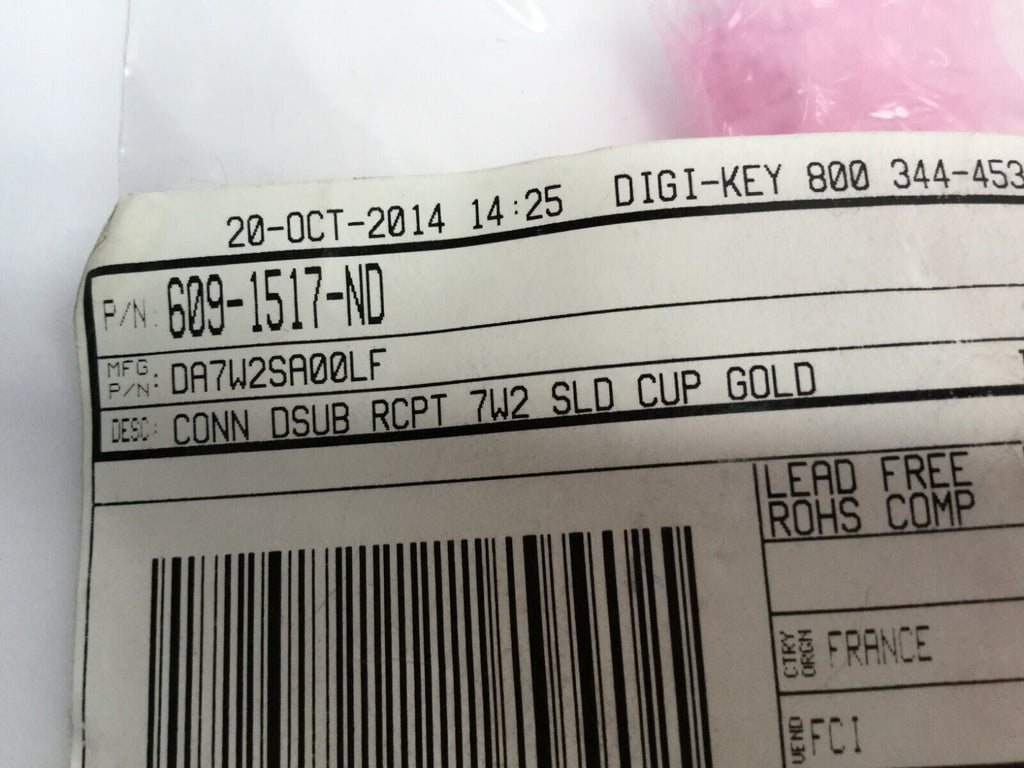 20-OCT-2014 14:25 DIGI-KEY 800 344-453
P/N: 609-1517-ND
MFG. P/N: DA7W2SA00LF
DESC: CONN DSUB RCPT 7W2 SLD CUP GOLD
LEAD FREE
ROHS COMP
CTRY ORGN FRANCE
VEND FCI